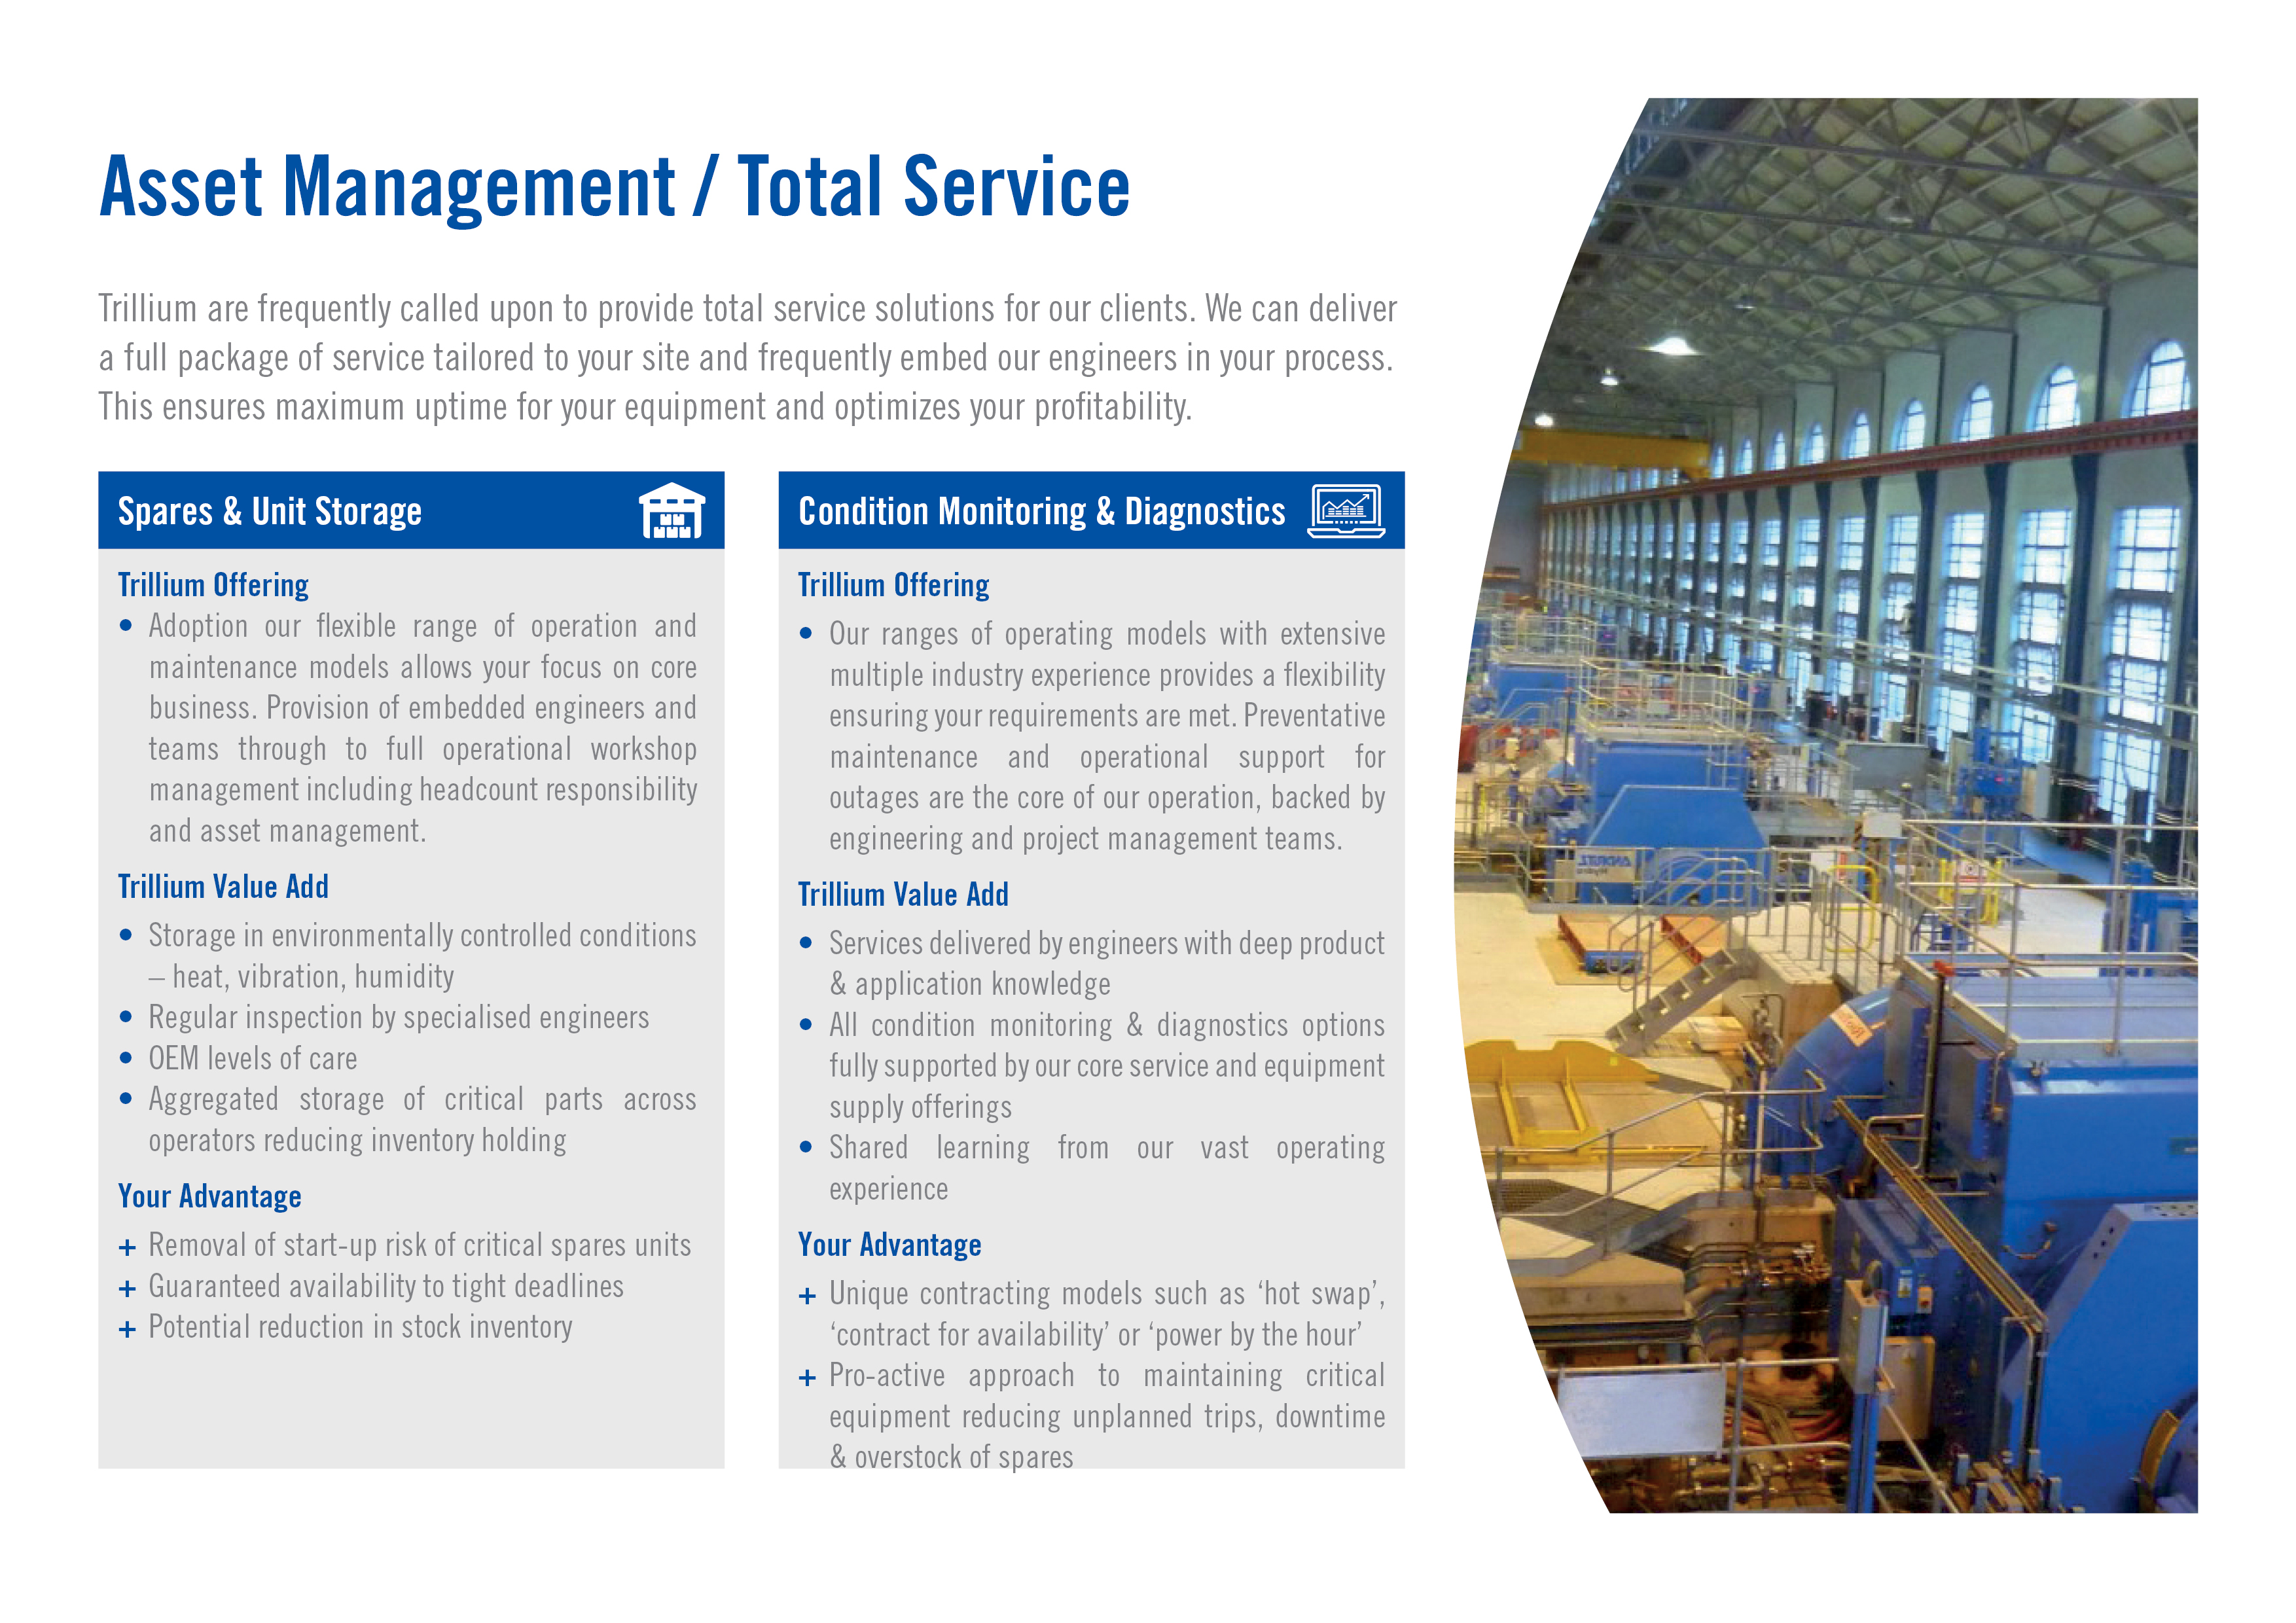 Asset Management / Total Service
Trillium are frequently called upon to provide total service solutions for our clients. We can deliver
a full package of service tailored to your site and frequently embed our engineers in your process.
This ensures maximum uptime for your equipment and optimizes your profitability.
Spares & Unit Storage
Trillium Offering
• Adoption our flexible range of operation and
maintenance models allows your focus on core
business. Provision of embedded engineers and
teams through to full operational workshop
management including headcount responsibility
and asset management.
Trillium Value Add
• Storage in environmentally controlled conditions
– heat, vibration, humidity
• Regular inspection by specialised engineers
• OEM levels of care
• Aggregated storage of critical parts across
operators reducing inventory holding
Your Advantage
+ Removal of start-up risk of critical spares units
+ Guaranteed availability to tight deadlines
+ Potential reduction in stock inventory
Condition Monitoring & Diagnostics
Trillium Offering
• Our ranges of operating models with extensive
multiple industry experience provides a flexibility
ensuring your requirements are met. Preventative
maintenance and operational support for
outages are the core of our operation, backed by
engineering and project management teams.
Trillium Value Add
• Services delivered by engineers with deep product
& application knowledge
• All condition monitoring & diagnostics options
fully supported by our core service and equipment
supply offerings
• Shared learning from our vast operating
experience
Your Advantage
+ Unique contracting models such as ‘hot swap’,
‘contract for availability’ or ‘power by the hour’
+ Pro-active approach to maintaining critical
equipment reducing unplanned trips, downtime
& overstock of spares
ANDRITZ
Hydro